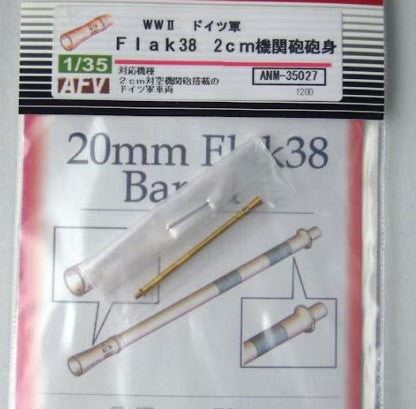 WWⅡ ドイツ軍
Flak38 2cm機関砲砲身
1/35
AFV
対応機種
2cm対空機関砲搭載の
ドイツ軍車両
ANM-35027
1200
20mm Flak38